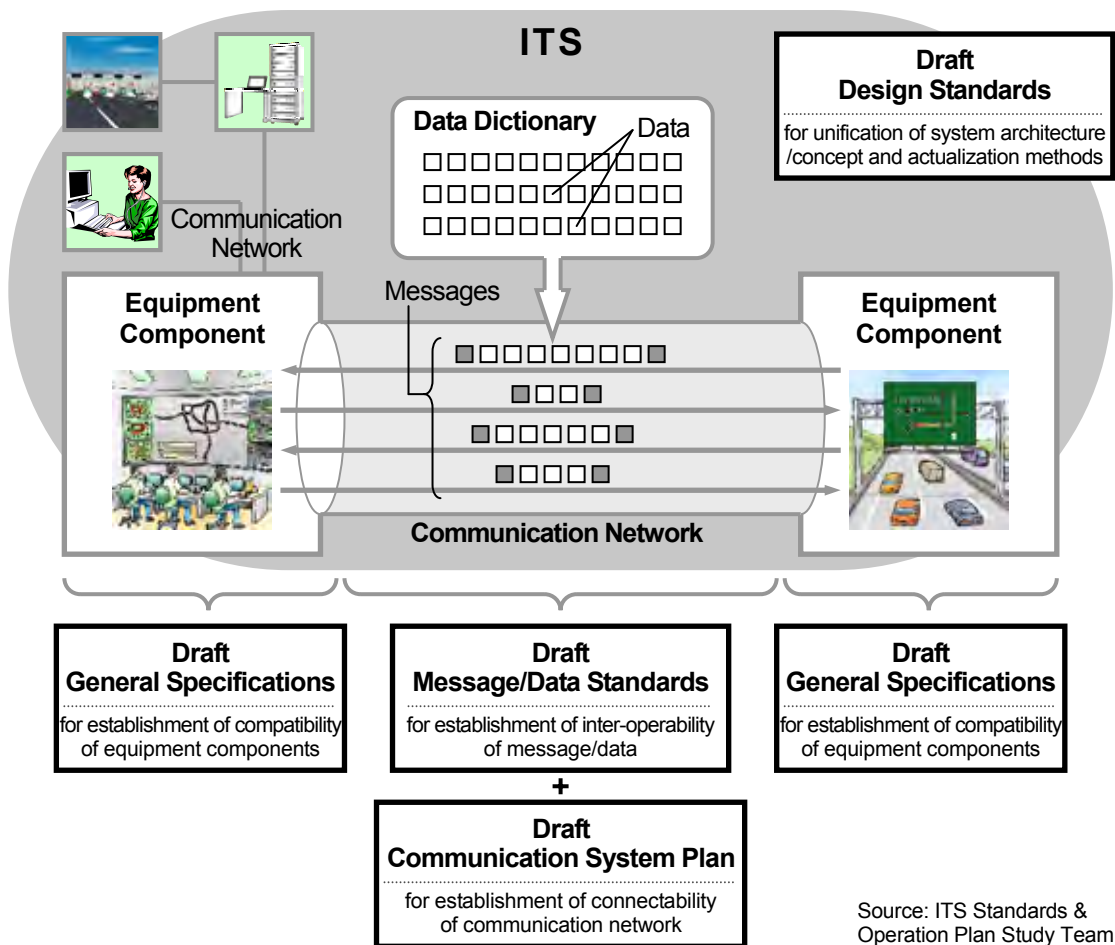 ITS
Draft
Design Standards
for unification of system architecture
/concept and actualization methods
Data Dictionary
Data
Communication
Network
Messages
Equipment
Component
Equipment
Component
Communication Network
Draft
General Specifications
for establishment of compatibility
of equipment components
Draft
Message/Data Standards
for establishment of inter-operability
of message/data
Draft
General Specifications
for establishment of compatibility
of equipment components
+
Draft
Communication System Plan
for establishment of connectability
of communication network
Source: ITS Standards &
Operation Plan Study Team